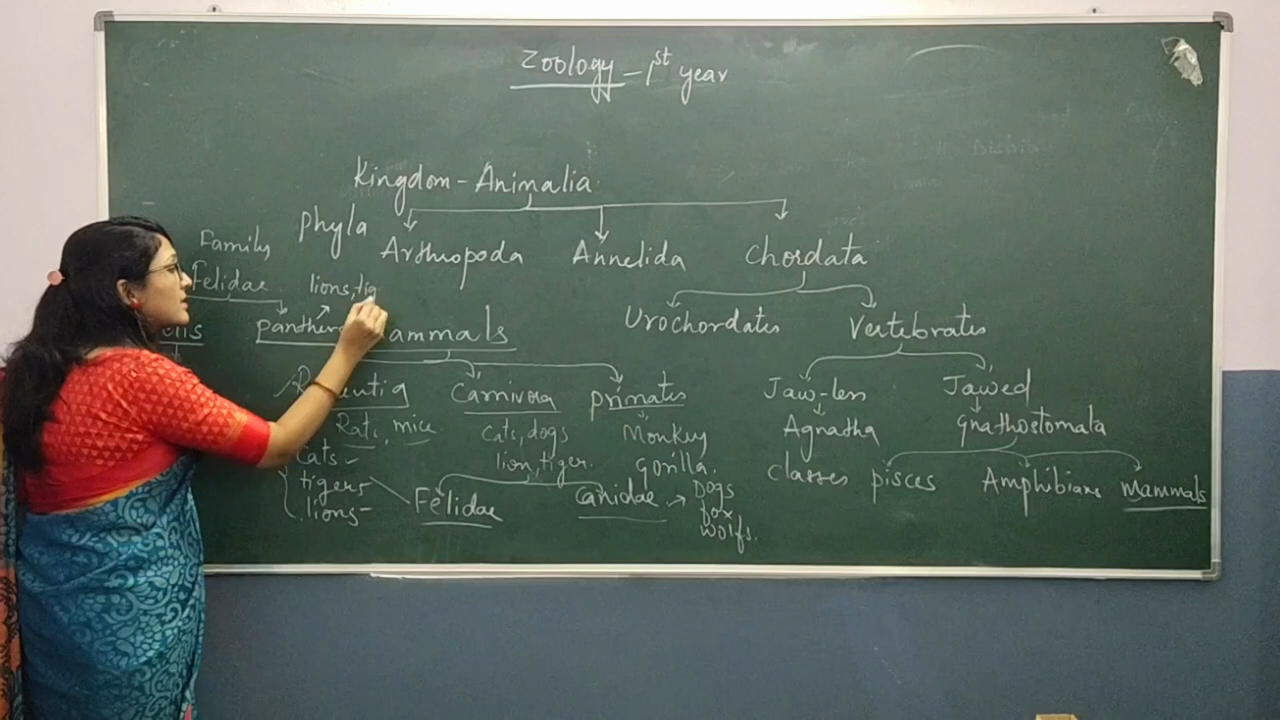 Zoology - 1st year
Kingdom - Animalia
Phyla
Arthropoda Annelida Chordata
Family
Felidae
lions, tig
Panthera
Mammals
Urochordates Vertebrates
Rodentia Carnivora Primates
Rats, mice
Cats, dogs
lion, tiger.
Monkey
gorilla.
Jaw-less Jawed
Agnatha Gnathostomata
classes pisces Amphibians Mammals
Cats
tigers
lions
Felidae Canidae
Dogs
fox
wolfs.